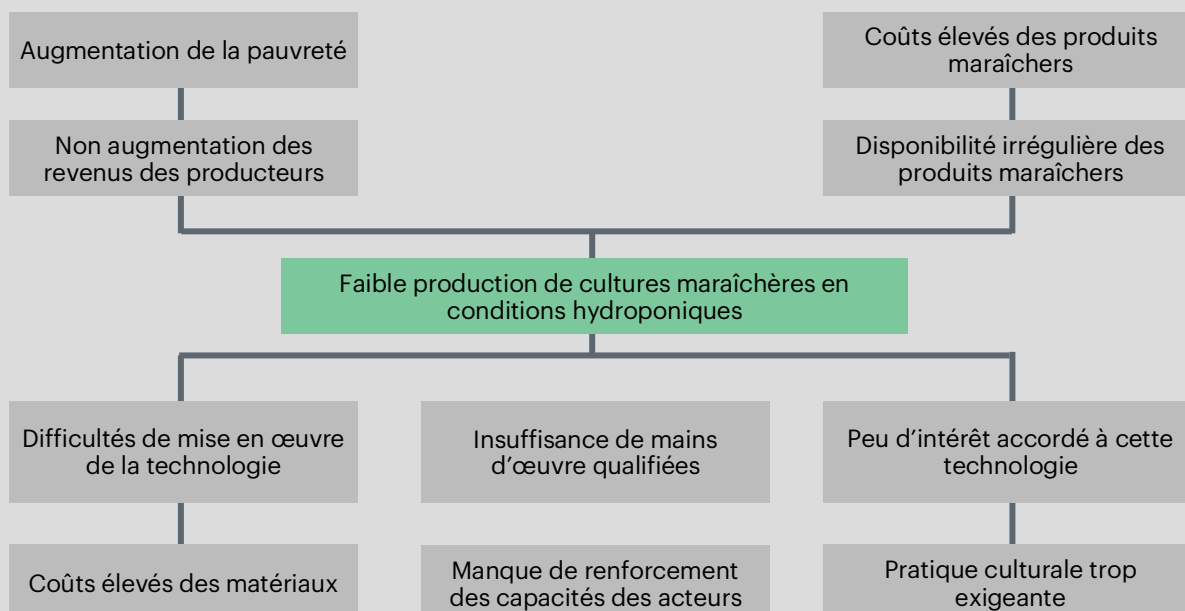 Augmentation de la pauvreté
Coûts élevés des produits
maraîchers
Non augmentation des
revenus des producteurs
Disponibilité irrégulière des
produits maraîchers
Faible production de cultures maraîchères en
conditions hydroponiques
Difficultés de mise en œuvre
de la technologie
Insuffisance de mains
d’œuvre qualifiées
Peu d’intérêt accordé à cette
technologie
Coûts élevés des matériaux
Manque de renforcement
des capacités des acteurs
Pratique culturale trop
exigeante